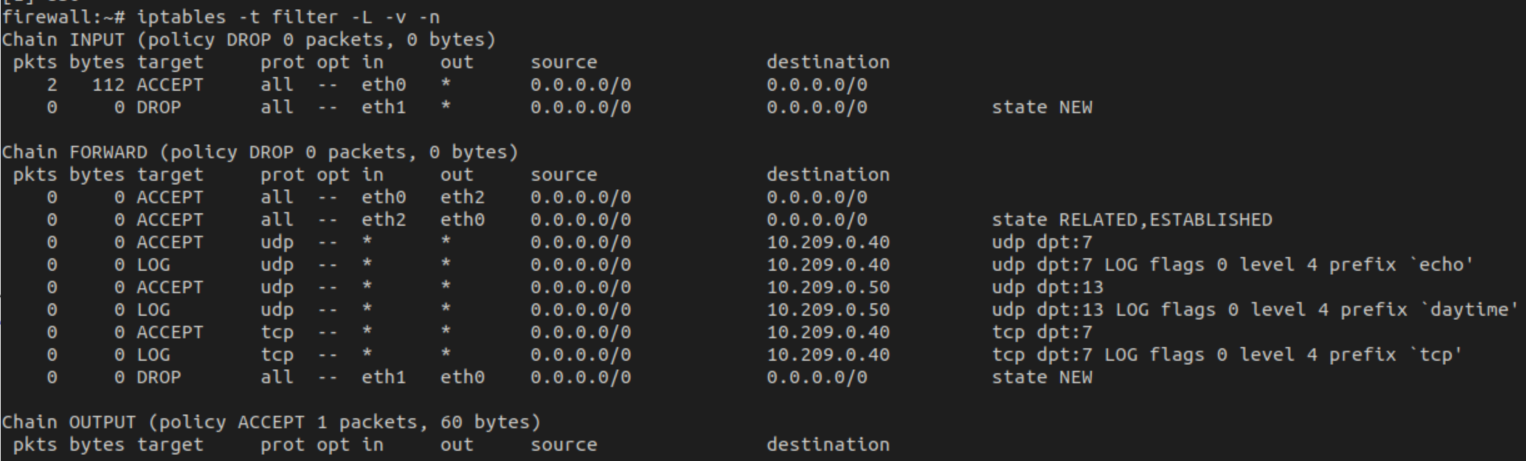 firewall:~# iptables -t filter -L -v -n
Chain INPUT (policy DROP 0 packets, 0 bytes)
 pkts bytes target     prot opt in     out     source               destination
    2   112 ACCEPT     all  --  eth0   *       0.0.0.0/0            0.0.0.0/0
    0     0 DROP       all  --  eth1   *       0.0.0.0/0            0.0.0.0/0           state NEW

Chain FORWARD (policy DROP 0 packets, 0 bytes)
 pkts bytes target     prot opt in     out     source               destination
    0     0 ACCEPT     all  --  eth0   eth2    0.0.0.0/0            0.0.0.0/0
    0     0 ACCEPT     all  --  eth2   eth0    0.0.0.0/0            0.0.0.0/0           state RELATED,ESTABLISHED
    0     0 ACCEPT     udp  --  *      *       0.0.0.0/0            10.209.0.40         udp dpt:7
    0     0 LOG        udp  --  *      *       0.0.0.0/0            10.209.0.40         udp dpt:7 LOG flags 0 level 4 prefix `echo'
    0     0 ACCEPT     udp  --  *      *       0.0.0.0/0            10.209.0.50         udp dpt:13
    0     0 LOG        udp  --  *      *       0.0.0.0/0            10.209.0.50         udp dpt:13 LOG flags 0 level 4 prefix `daytime'
    0     0 ACCEPT     tcp  --  *      *       0.0.0.0/0            10.209.0.40         tcp dpt:7
    0     0 LOG        tcp  --  *      *       0.0.0.0/0            10.209.0.40         tcp dpt:7 LOG flags 0 level 4 prefix `tcp'
    0     0 DROP       all  --  eth1   eth0    0.0.0.0/0            0.0.0.0/0           state NEW

Chain OUTPUT (policy ACCEPT 1 packets, 60 bytes)
 pkts bytes target     prot opt in     out     source               destination